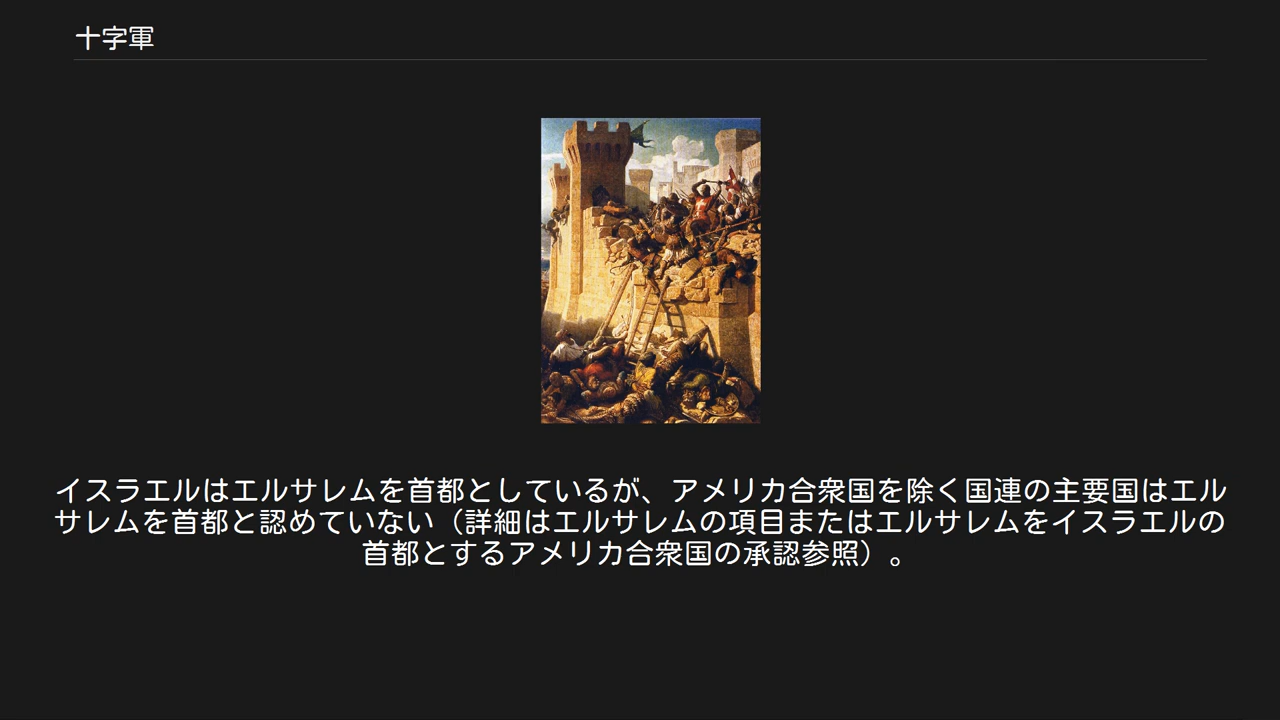 十字軍
イスラエルはエルサレムを首都としているが、アメリカ合衆国を除く国連の主要国はエル
サレムを首都と認めていない（詳細はエルサレムの項目またはエルサレムをイスラエルの
首都とするアメリカ合衆国の承認参照）。